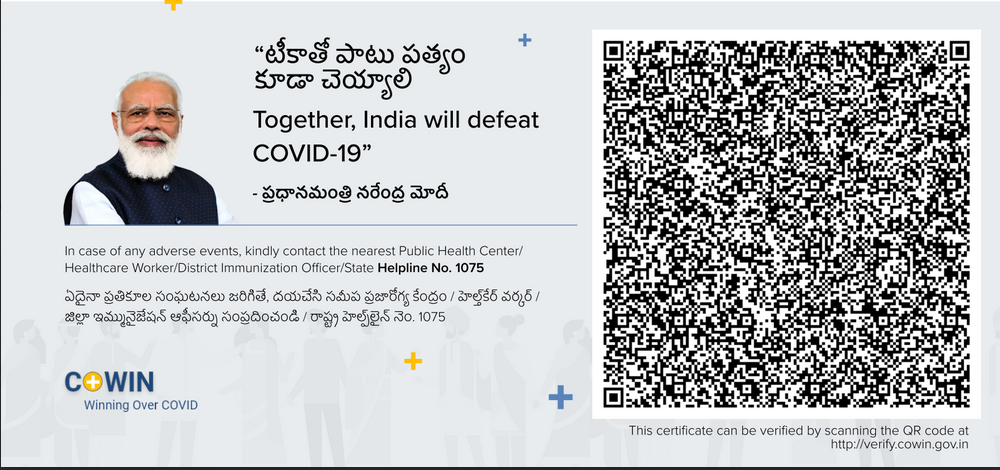 “టీకాతో పాటు పత్యం
కూడా చెయ్యాలి
Together, India will defeat
COVID-19”
- ప్రధానమంత్రి నరేంద్ర మోదీ
In case of any adverse events, kindly contact the nearest Public Health Center/
Healthcare Worker/District Immunization Officer/State Helpline No. 1075
ఏదైనా ప్రతికూల సంఘటనలు జరిగితే, దయచేసి సమీప ప్రజారోగ్య కేంద్రం / హెల్త్‌కేర్ వర్కర్ /
జిల్లా ఇమ్యునైజేషన్ ఆఫీసర్ను సంప్రదించండి / రాష్ట్ర హెల్ప్‌లైన్ నెం. 1075
COWIN
Winning Over COVID
This certificate can be verified by scanning the QR code at
http://verify.cowin.gov.in